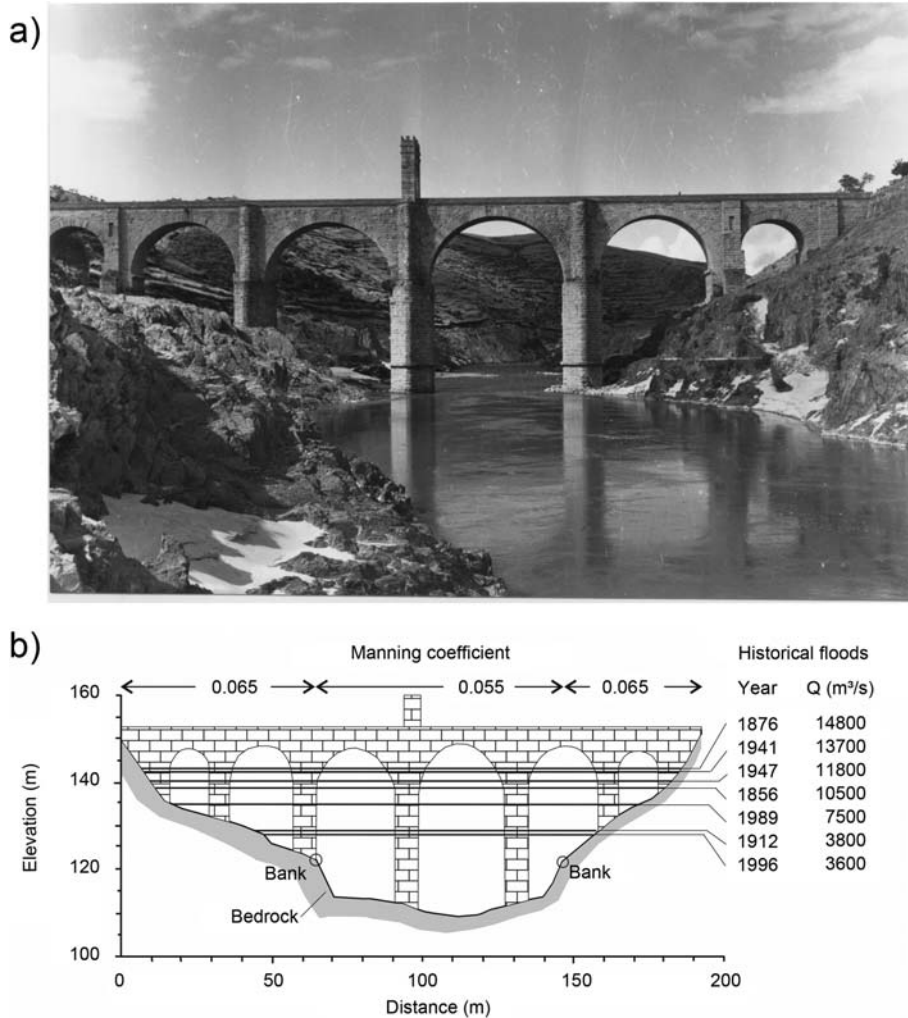 a)
b)
Manning coefficient
Historical floods
0.065
0.055
0.065
Year Q (m³/s)
1876 14800
1941 13700
1947 11800
1856 10500
1989 7500
1912 3800
1996 3600
160
140
120
100
Elevation (m)
Bank
Bank
Bedrock
0 50 100 150 200
Distance (m)